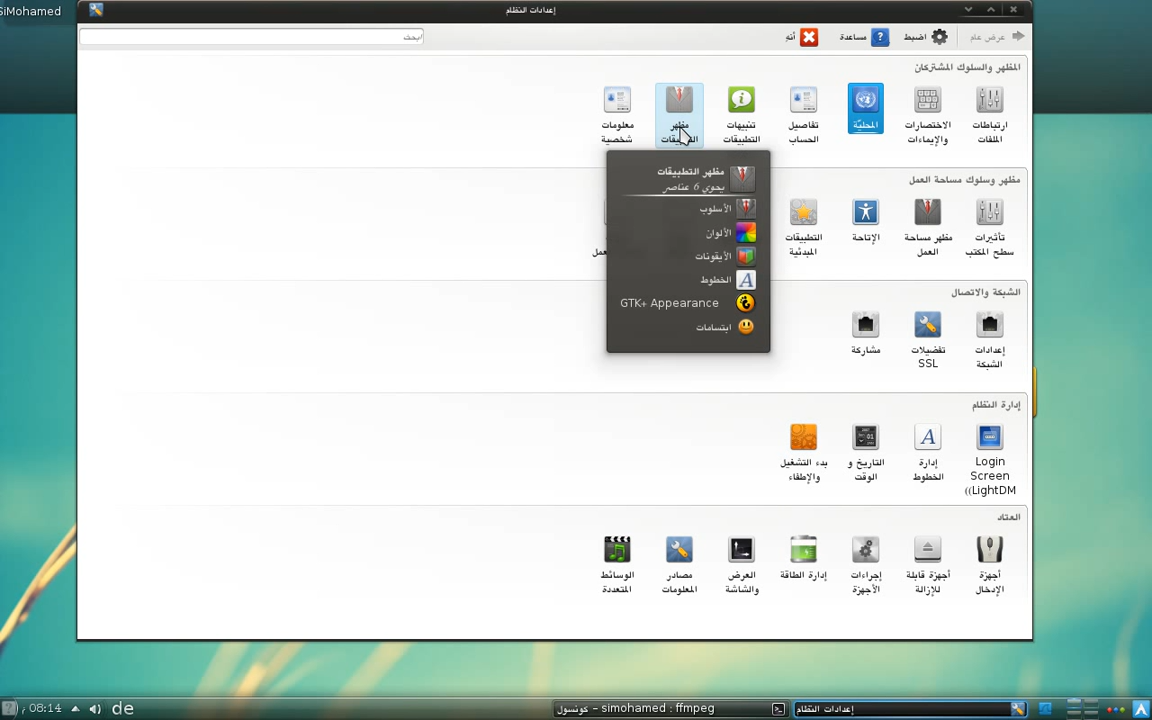 SiMohamed
إعدادات النظام
عرض عام
اضبط
مساعدة
أنهِ
ابحث
المظهر والسلوك المشتركان
ارتباطات
الملفات
الاختصارات
والإيماءات
المحليّة
تفاصيل
الحساب
تنبيهات
التطبيقات
مظهر
التطبيقات
معلومات
شخصية
مظهر التطبيقات
يحوي 6 عناصر
الأسلوب
الألوان
الأيقونات
الخطوط
GTK+ Appearance
ابتسامات
مظهر وسلوك مساحة العمل
تأثيرات
سطح المكتب
مظهر مساحة
العمل
الإتاحة
التطبيقات
المبدئية
العمل
الشبكة والاتصال
إعدادات
الشبكة
تفضيلات
SSL
مشاركة
إدارة النظام
Login
Screen
((LightDM
إدارة
الخطوط
التاريخ و
الوقت
بدء التشغيل
والإطفاء
العتاد
أجهزة
الإدخال
أجهزة قابلة
للإزالة
إجراءات
الأجهزة
إدارة الطاقة
العرض
والشاشة
مصادر
المعلومات
الوسائط
المتعددة
إعدادات النظام
simohamed : ffmpeg – كونسول
de
08:14